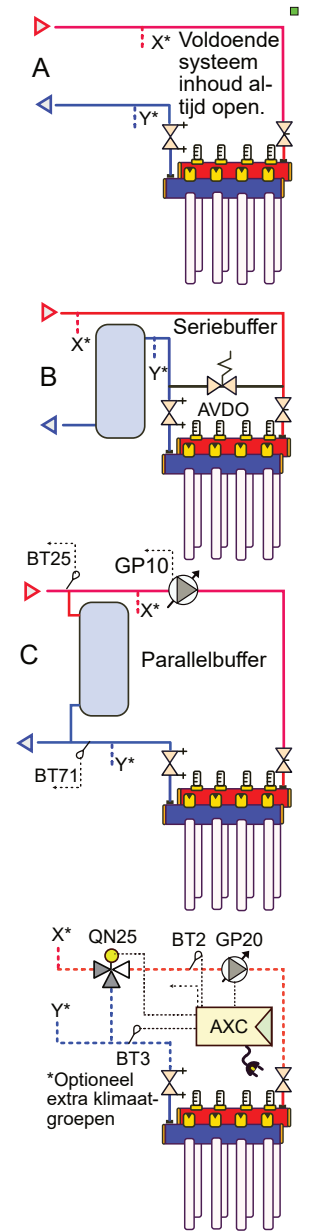 X*
Voldoende
systeem
inhoud al-
tijd open.
A
Y*
X*
Seriebuffer
B
Y*
AVDO
BT25
GP10
X*
C
Parallelbuffer
BT71
Y*
X*
QN25
BT2
GP20
Y*
AXC
BT3
*Optioneel
extra klimaat-
groepen